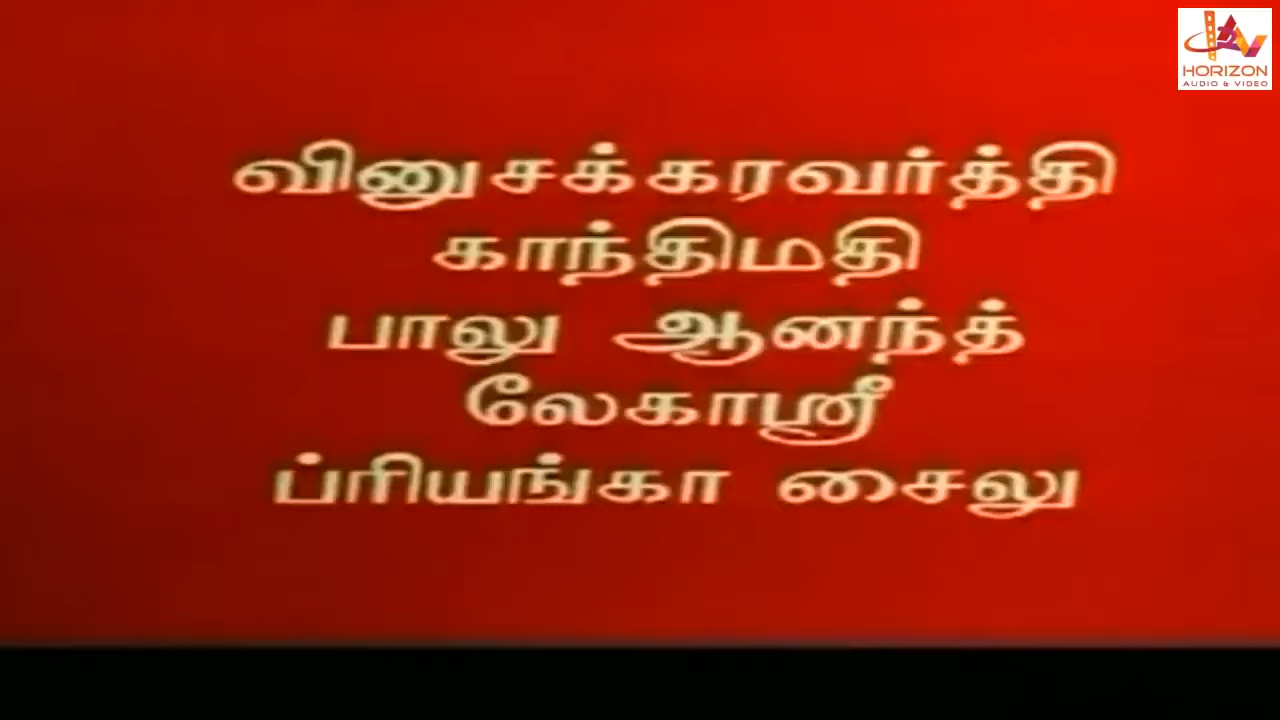 HORIZON
AUDIO & VIDEO
வினுசக்கரவர்த்தி
காந்திமதி
பாலு ஆனந்த்
லேகாஸ்ரீ
ப்ரியங்கா சைலு